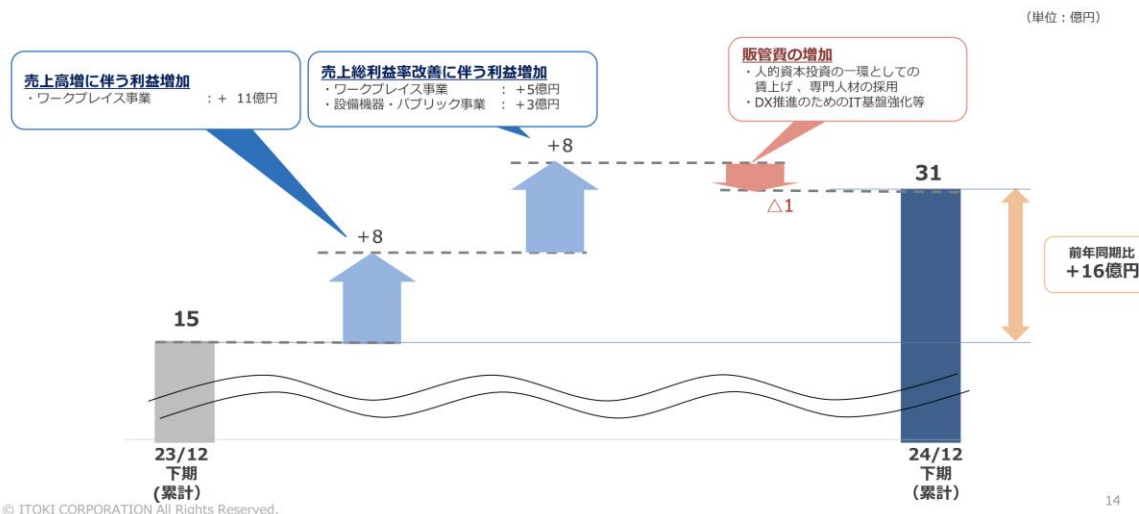 （単位：億円）
売上高増に伴う利益増加
・ワークプレイス事業　　　：＋ 11億円
売上総利益率改善に伴う利益増加
・ワークプレイス事業　　　　：＋5億円
・設備機器・パブリック事業　：＋3億円
販管費の増加
・人的資本投資の一環としての
賃上げ 、専門人材の採用
・DX推進のためのIT基盤強化等
+8
31
△1
+8
前年同期比
＋16億円
15
23/12
下期
(累計）
24/12
下期
（累計）
© ITOKI CORPORATION All Rights Reserved.
14